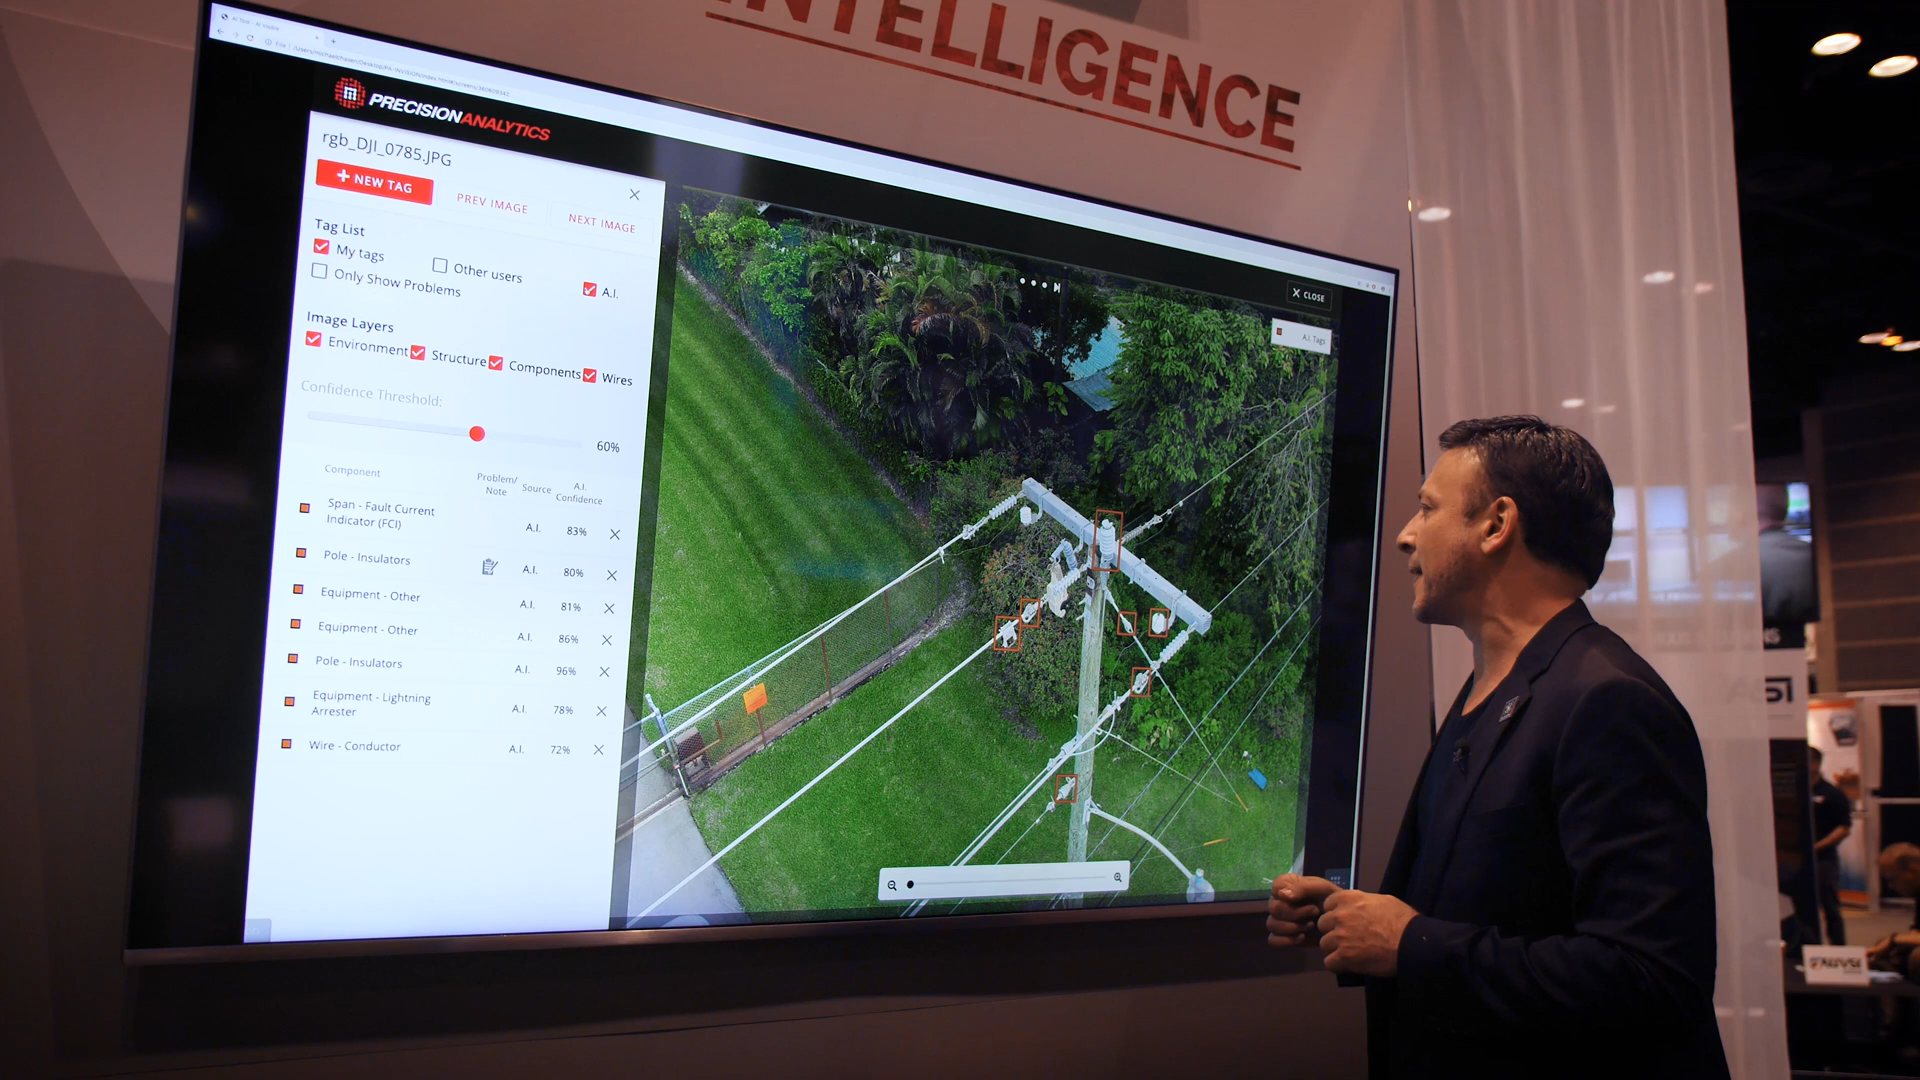 INTELLIGENCE
PRECISIONANALYTICS
rgb_DJI_0785.JPG
+ NEW TAG
PREV IMAGE
NEXT IMAGE
Tag List
My tags
Other users
A.I.
Only Show Problems
Image Layers
Environment
Structure
Components
Wires
Confidence Threshold:
60%
Component
Problem/
Note
Source
A.I.
Confidence
Span - Fault Current
Indicator (FCI)
A.I.
83%
Pole - Insulators
A.I.
80%
Equipment - Other
A.I.
81%
Equipment - Other
A.I.
86%
Pole - Insulators
A.I.
96%
Equipment - Lightning
Arrester
A.I.
78%
Wire - Conductor
A.I.
72%
X CLOSE
A.I. Tags
AUVSI